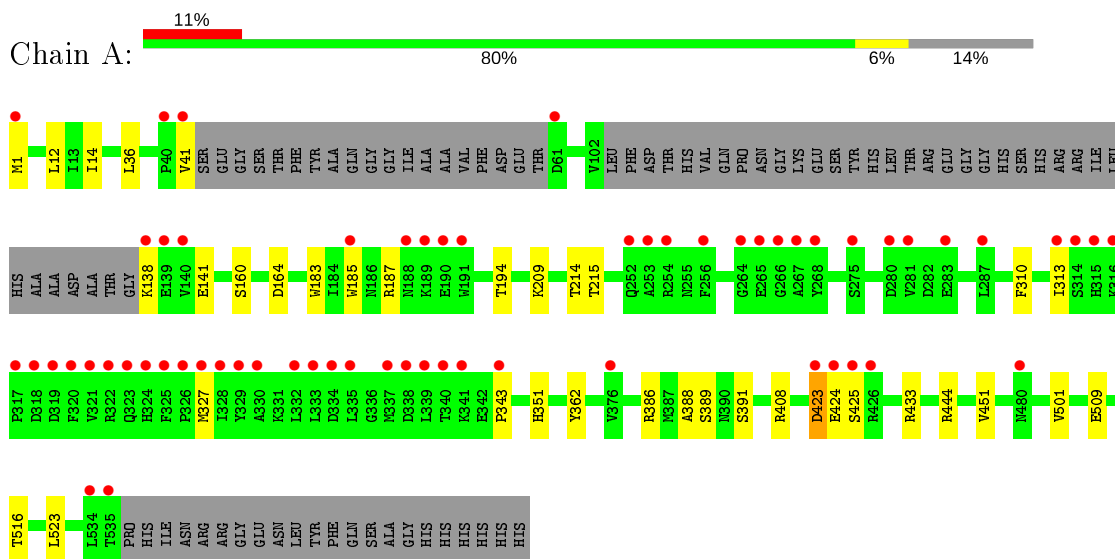 11%
Chain A:
80% 6% 14%
M1 L12 I13 I14 L36 P40 V41 SER GLU GLY SER THR THR PHE TYR ALA GLN GLY GLY ILE ALA ALA VAL PHE ASP GLU THR D61 V102 LEU PHE ASP THR HIS VAL GLN PRO ASN GLY LYS GLU SER TYR HIS LEU THR ARG GLU GLY GLY HIS SER HIS ARG ARG ILE LEU
HIS ALA ALA ASP ALA THR GLY K138 E139 V140 E141 S160 D164 W183 I184 W185 N186 R187 N188 K189 E190 W191 T194 K209 T214 T215 Q252 A253 R254 N255 F256 G264 E265 G266 A267 Y268 S275 D280 V281 D282 E283 L287 F310 I313 S314 H315 K316
P317 D318 D319 F320 V321 R322 Q323 H324 F325 P326 M327 I328 Y329 A330 K331 L332 L333 D334 L335 G336 M337 D338 L339 T340 K341 E342 P343 H351 Y362 V376 R386 M387 A388 S389 N390 S391 R408 D423 E424 S425 R426 R433 R444 V451 N480 V501 E509
T516 L523 L534 T535 PRO HIS ILE ASN ARG ARG GLY GLU ASN LEU TYR PHE GLN SER ALA GLY HIS HIS HIS HIS HIS HIS